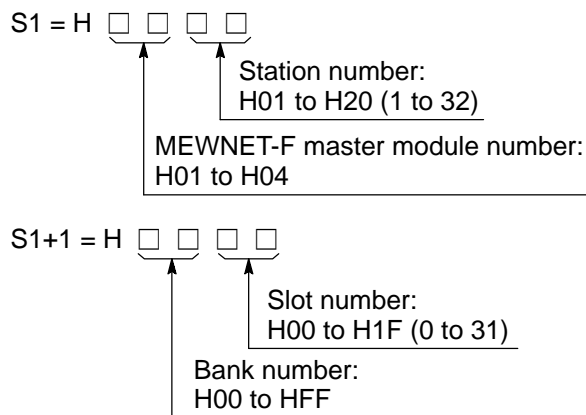 S1 = H □ □ □ □
Station number:
H01 to H20 (1 to 32)
MEWNET-F master module number:
H01 to H04
S1+1 = H □ □ □ □
Slot number:
H00 to H1F (0 to 31)
Bank number:
H00 to HFF